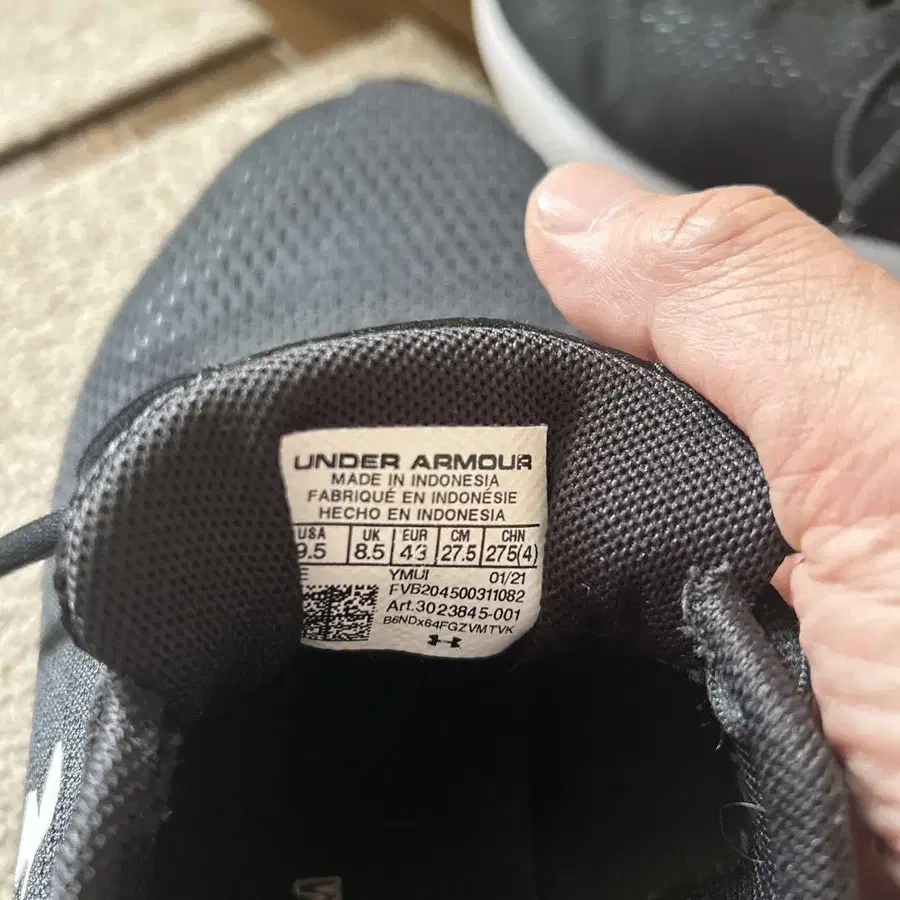 UNDER ARMOUR
MADE IN INDONESIA
FABRIQUÉ EN INDONÉSIE
HECHO EN INDONESIA
USA UK EUR CM CHN
9.5 8.5 43 27.5 275(4)
E YMUI 01/21
FVB204500311082
Art.3023845-001
B6NDx64FGZVMTVK